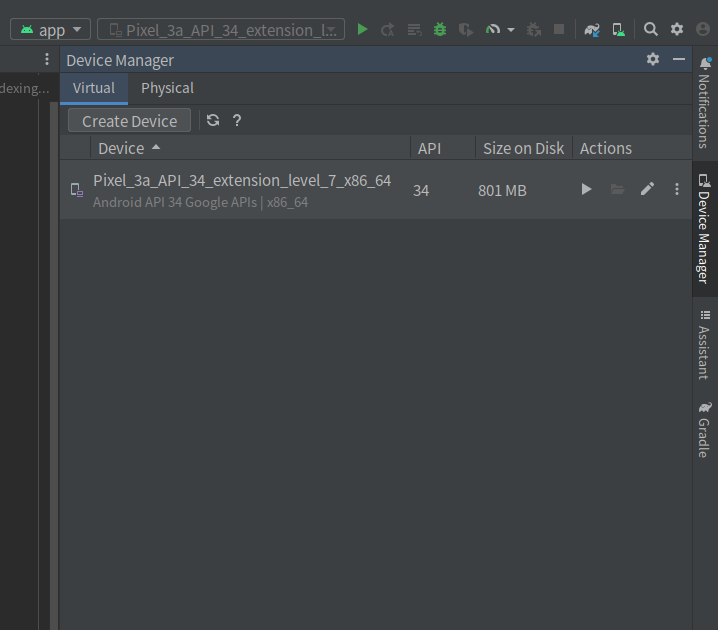 app
Pixel_3a_API_34_extension_l...
Device Manager
dexing...
Virtual
Physical
Create Device
?
Device
API
Size on Disk
Actions
Pixel_3a_API_34_extension_level_7_x86_64
Android API 34 Google APIs | x86_64
34
801 MB
Notifications
Device Manager
Assistant
Gradle